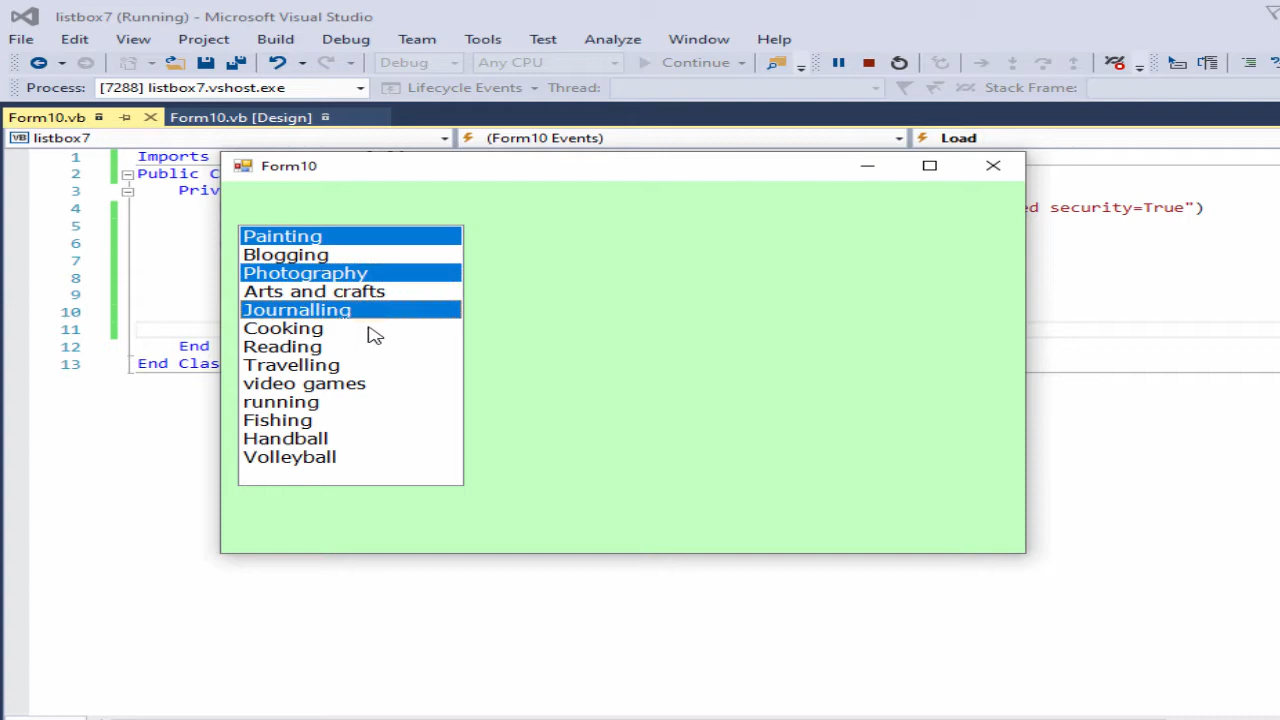 listbox7 (Running) - Microsoft Visual Studio
File Edit View Project Build Debug Team Tools Test Analyze Window Help
Debug Any CPU Continue
Process: [7288] listbox7.vshost.exe Lifecycle Events Thread: Stack Frame:
Form10.vb Form10.vb [Design]
VB listbox7 (Form10 Events) Load
1 Imports
2 Public C
3 Priv
4 ed security=True")
5
6
7
8
9
10
11
12 End
13 End Clas
Form10
Painting
Blogging
Photography
Arts and crafts
Journalling
Cooking
Reading
Travelling
video games
running
Fishing
Handball
Volleyball